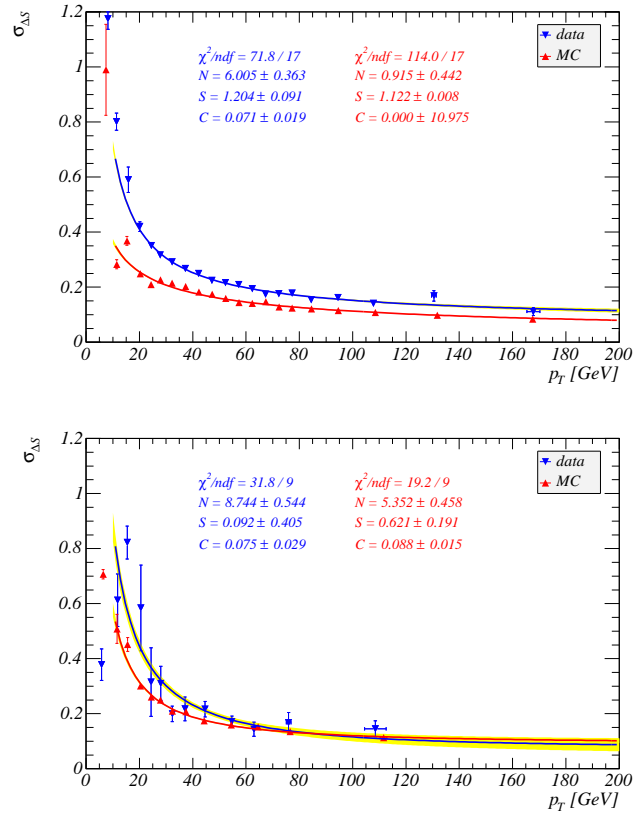 σΔS
1.2
1
0.8
0.6
0.4
0.2
0
0 20 40 60 80 100 120 140 160 180 200
p_T [GeV]
χ²/ndf = 71.8 / 17
N = 6.005 ± 0.363
S = 1.204 ± 0.091
C = 0.071 ± 0.019
χ²/ndf = 114.0 / 17
N = 0.915 ± 0.442
S = 1.122 ± 0.008
C = 0.000 ± 10.975
data
MC
σΔS
1.2
1
0.8
0.6
0.4
0.2
0
0 20 40 60 80 100 120 140 160 180 200
p_T [GeV]
χ²/ndf = 31.8 / 9
N = 8.744 ± 0.544
S = 0.092 ± 0.405
C = 0.075 ± 0.029
χ²/ndf = 19.2 / 9
N = 5.352 ± 0.458
S = 0.621 ± 0.191
C = 0.088 ± 0.015
data
MC